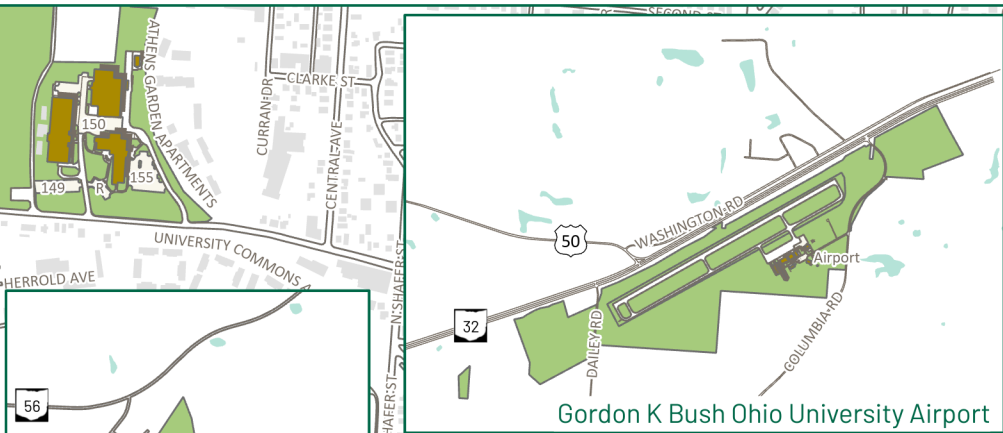 SECOND ST
ATHENS GARDEN APARTMENTS
CLARKE ST
CURRAN DR
CENTRAL AVE
150
155
149
R
UNIVERSITY COMMONS
HERROLD AVE
N SHAFER ST
SHAFER ST
56
WASHINGTON RD
50
Airport
32
DAILEY RD
COLUMBIA RD
Gordon K Bush Ohio University Airport